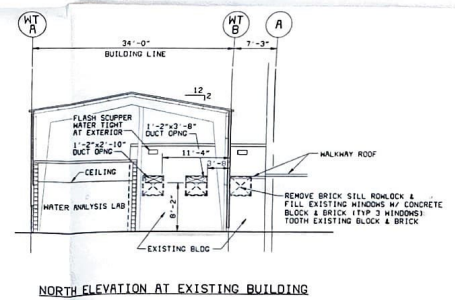 WT
A
WT
B
A
34'-0"
BUILDING LINE
7'-3"
12
2
FLASH SCUPPER
WATER TIGHT
AT EXTERIOR
1'-2"x3'-8"
DUCT OPNG
1'-2"x2'-10"
DUCT OPNG
11'-4"
3'-8
WALKWAY ROOF
CEILING
WATER ANALYSIS LAB
8'-2"
REMOVE BRICK SILL ROWLOCK &
FILL EXISTING WINDOWS W/ CONCRETE
BLOCK & BRICK (TYP 3 WINDOWS)
TOOTH EXISTING BLOCK & BRICK
EXISTING BLDG
NORTH ELEVATION AT EXISTING BUILDING